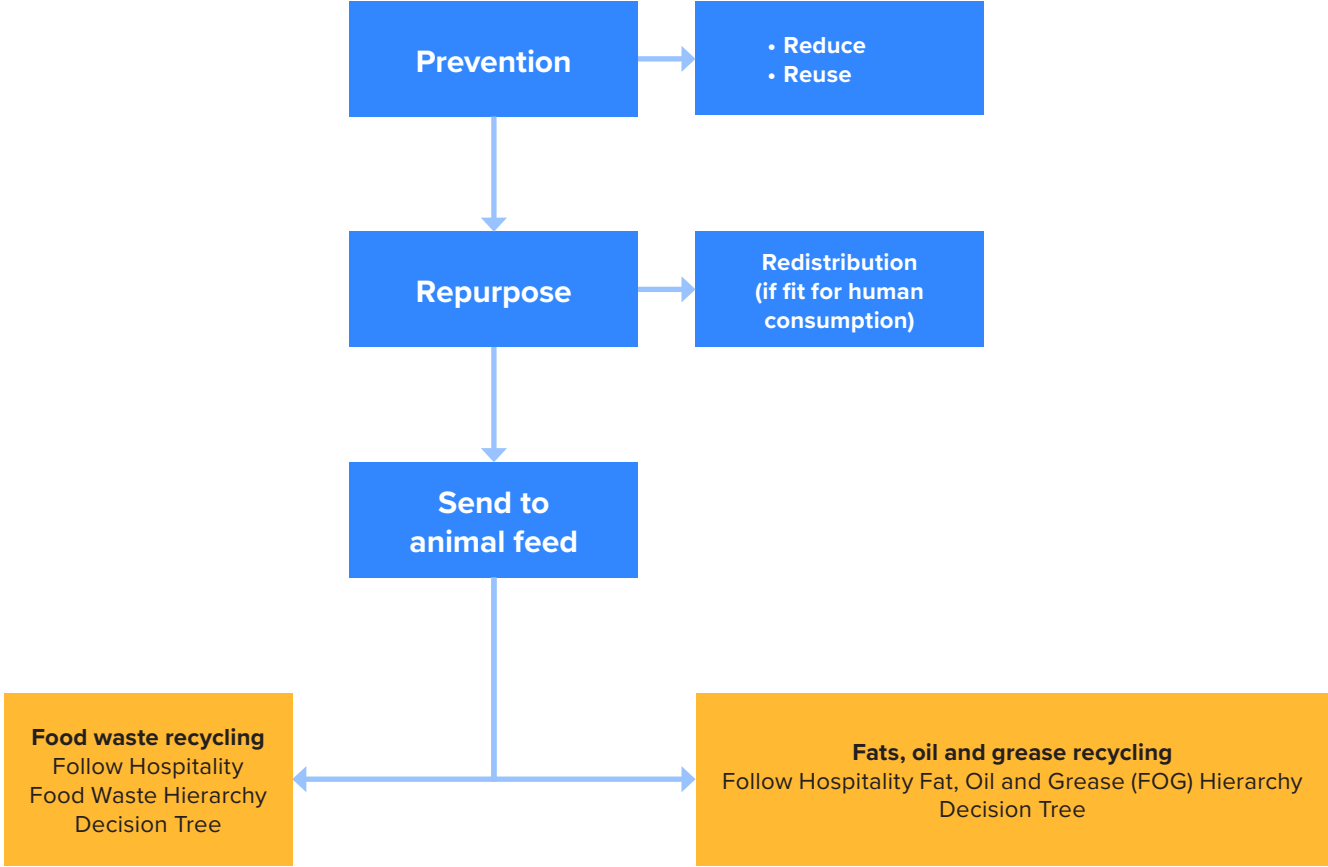 Prevention
• Reduce
• Reuse
Repurpose
Redistribution
(if fit for human
consumption)
Send to
animal feed
Food waste recycling
Follow Hospitality
Food Waste Hierarchy
Decision Tree
Fats, oil and grease recycling
Follow Hospitality Fat, Oil and Grease (FOG) Hierarchy
Decision Tree